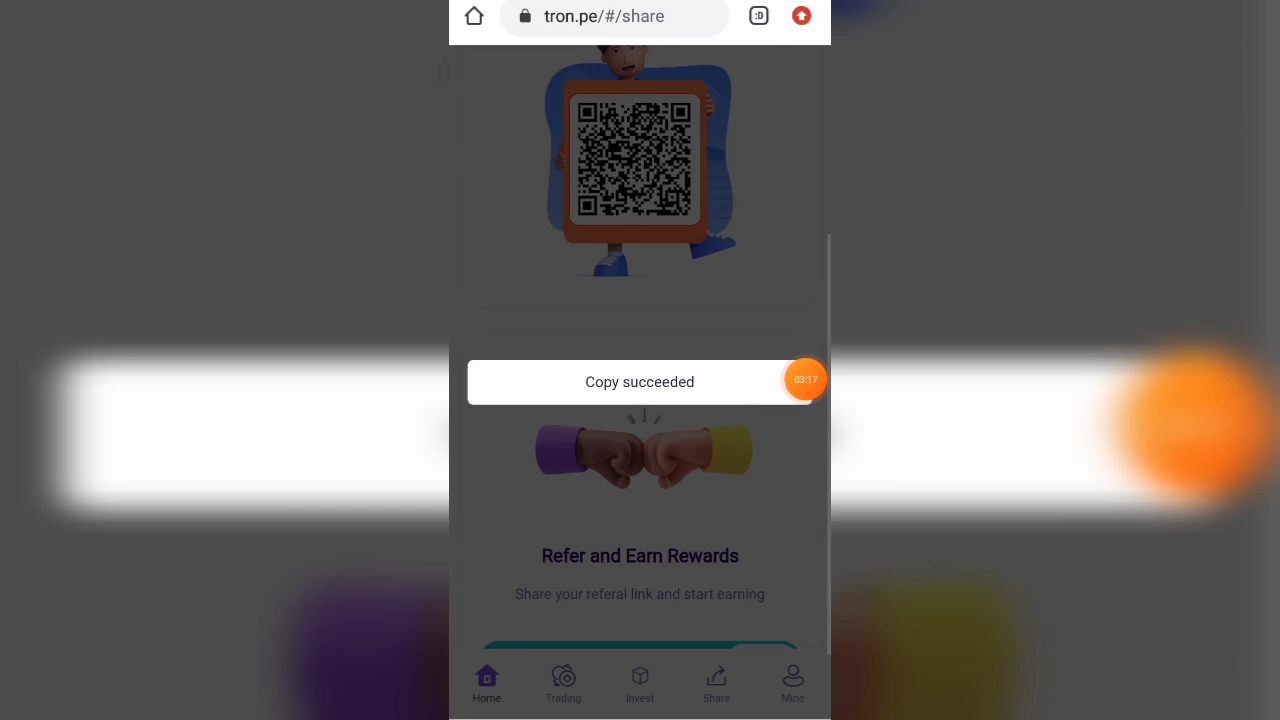 tron.pe/#/share
:D
Copy succeeded
03:17
Refer and Earn Rewards
Share your referal link and start earning
Home
Trading
Invest
Share
Mine